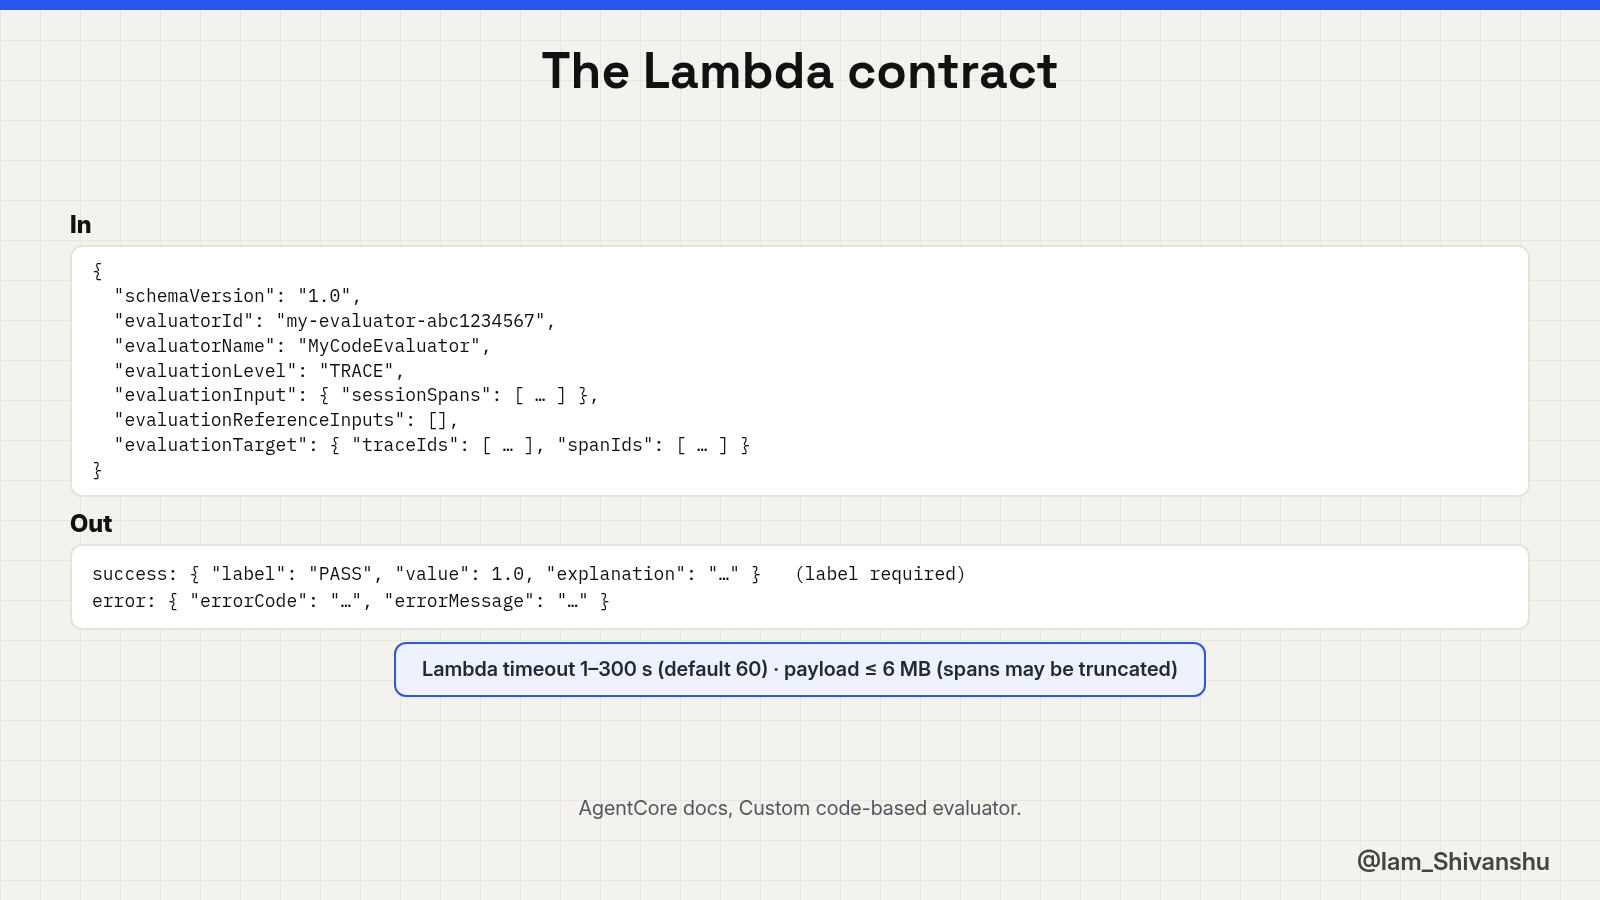 The Lambda contract
In
{
  "schemaVersion": "1.0",
  "evaluatorId": "my-evaluator-abc1234567",
  "evaluatorName": "MyCodeEvaluator",
  "evaluationLevel": "TRACE",
  "evaluationInput": { "sessionSpans": [ … ] },
  "evaluationReferenceInputs": [],
  "evaluationTarget": { "traceIds": [ … ], "spanIds": [ … ] }
}
Out
success: { "label": "PASS", "value": 1.0, "explanation": "…" }   (label required)
error: { "errorCode": "…", "errorMessage": "…" }
Lambda timeout 1–300 s (default 60) · payload ≤ 6 MB (spans may be truncated)
AgentCore docs, Custom code-based evaluator.
@Iam_Shivanshu